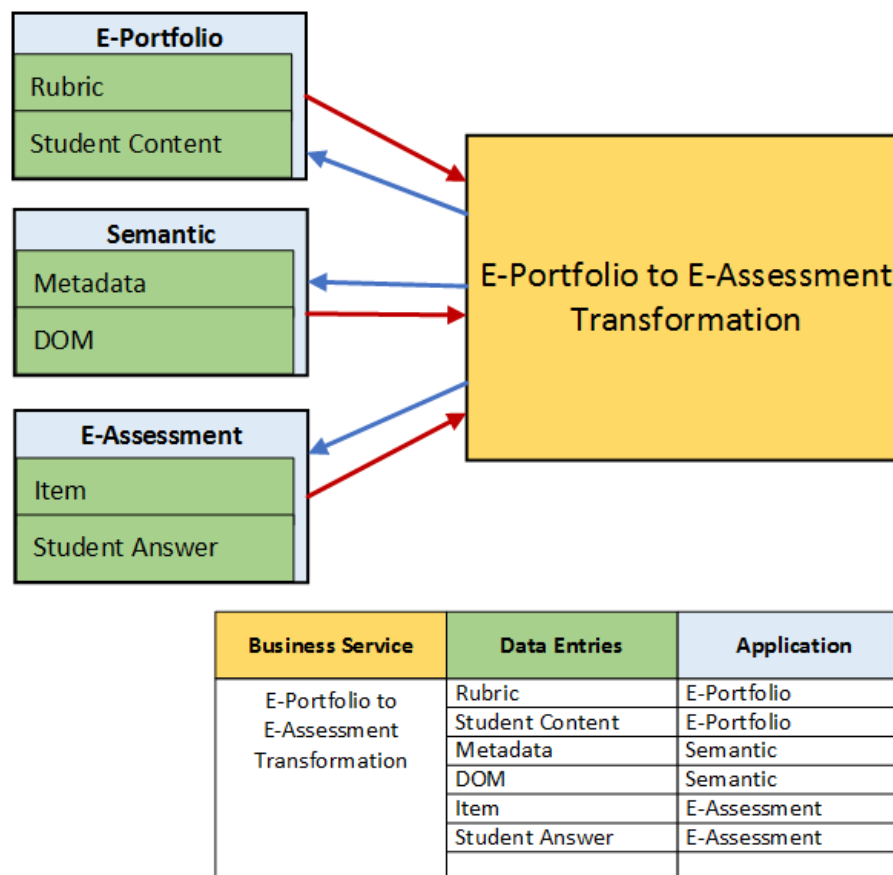 E-Portfolio
Rubric
Student Content
Semantic
Metadata
DOM
E-Assessment
Item
Student Answer
E-Portfolio to E-Assessment
Transformation
Business Service Data Entries Application
E-Portfolio to
E-Assessment
Transformation
Rubric E-Portfolio
Student Content E-Portfolio
Metadata Semantic
DOM Semantic
Item E-Assessment
Student Answer E-Assessment